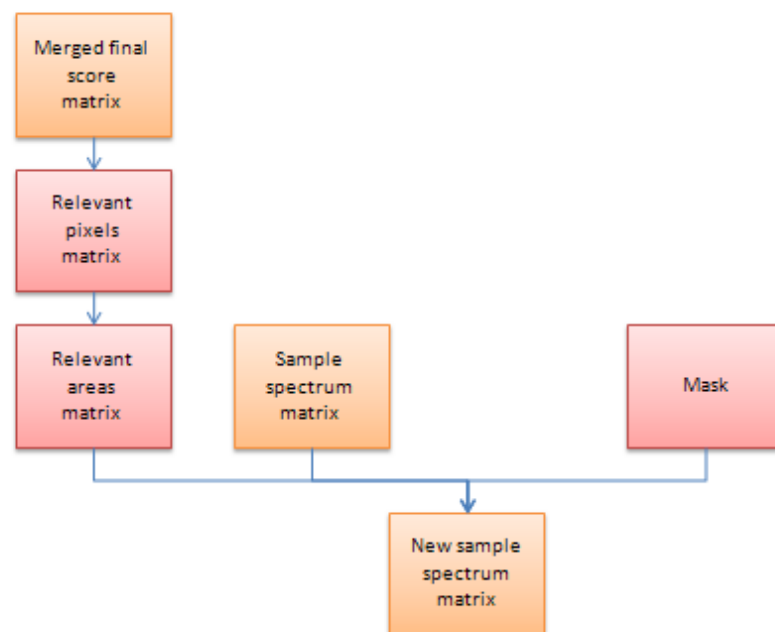 Merged final
score
matrix
Relevant
pixels
matrix
Relevant
areas
matrix
Sample
spectrum
matrix
Mask
New sample
spectrum
matrix